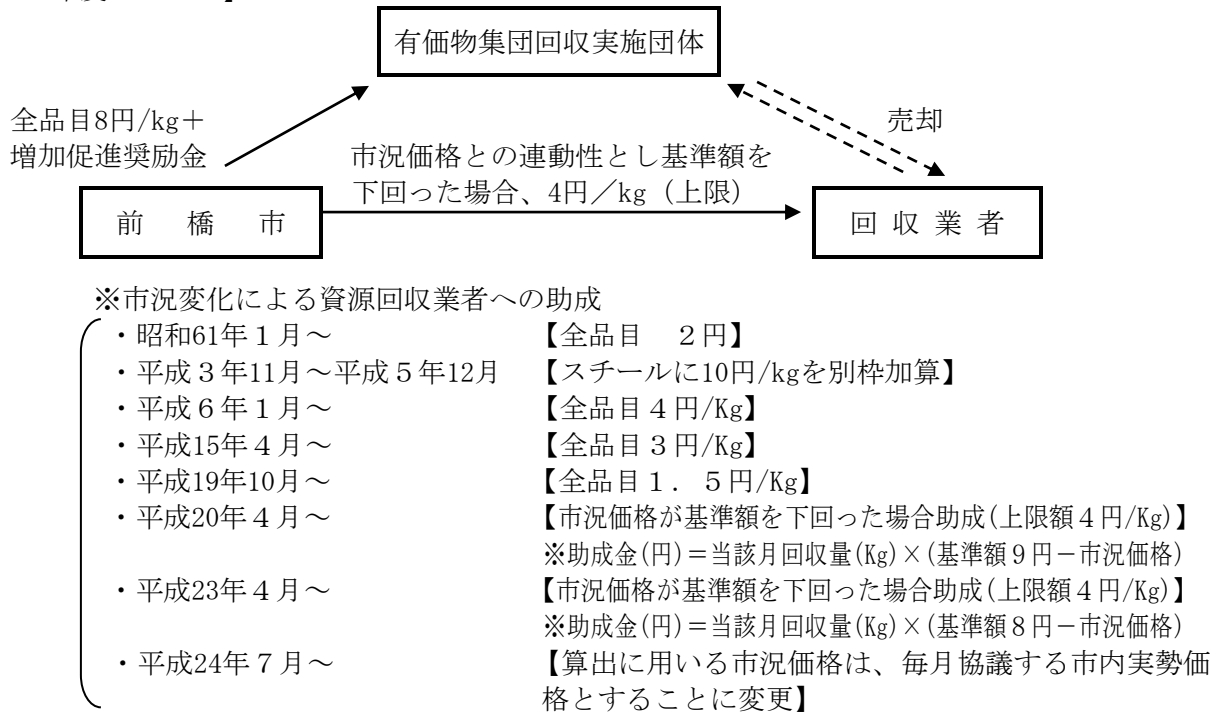 有価物集団回収実施団体
全品目8円/kg＋
増加促進奨励金
売却
市況価格との連動性とし基準額を
下回った場合、4円／kg（上限）
前　橋　市
回 収 業 者
※市況変化による資源回収業者への助成
・昭和61年１月～　【全品目　２円】
・平成３年11月～平成５年12月　【スチールに10円/kgを別枠加算】
・平成６年１月～　【全品目４円/Kg】
・平成15年４月～　【全品目３円/Kg】
・平成19年10月～　【全品目１．５円/Kg】
・平成20年４月～　【市況価格が基準額を下回った場合助成(上限額４円/Kg)】
※助成金(円)＝当該月回収量(Kg)×(基準額９円－市況価格)
・平成23年４月～　【市況価格が基準額を下回った場合助成(上限額４円/Kg)】
※助成金(円)＝当該月回収量(Kg)×(基準額８円－市況価格)
・平成24年７月～　【算出に用いる市況価格は、毎月協議する市内実勢価
格とすることに変更】